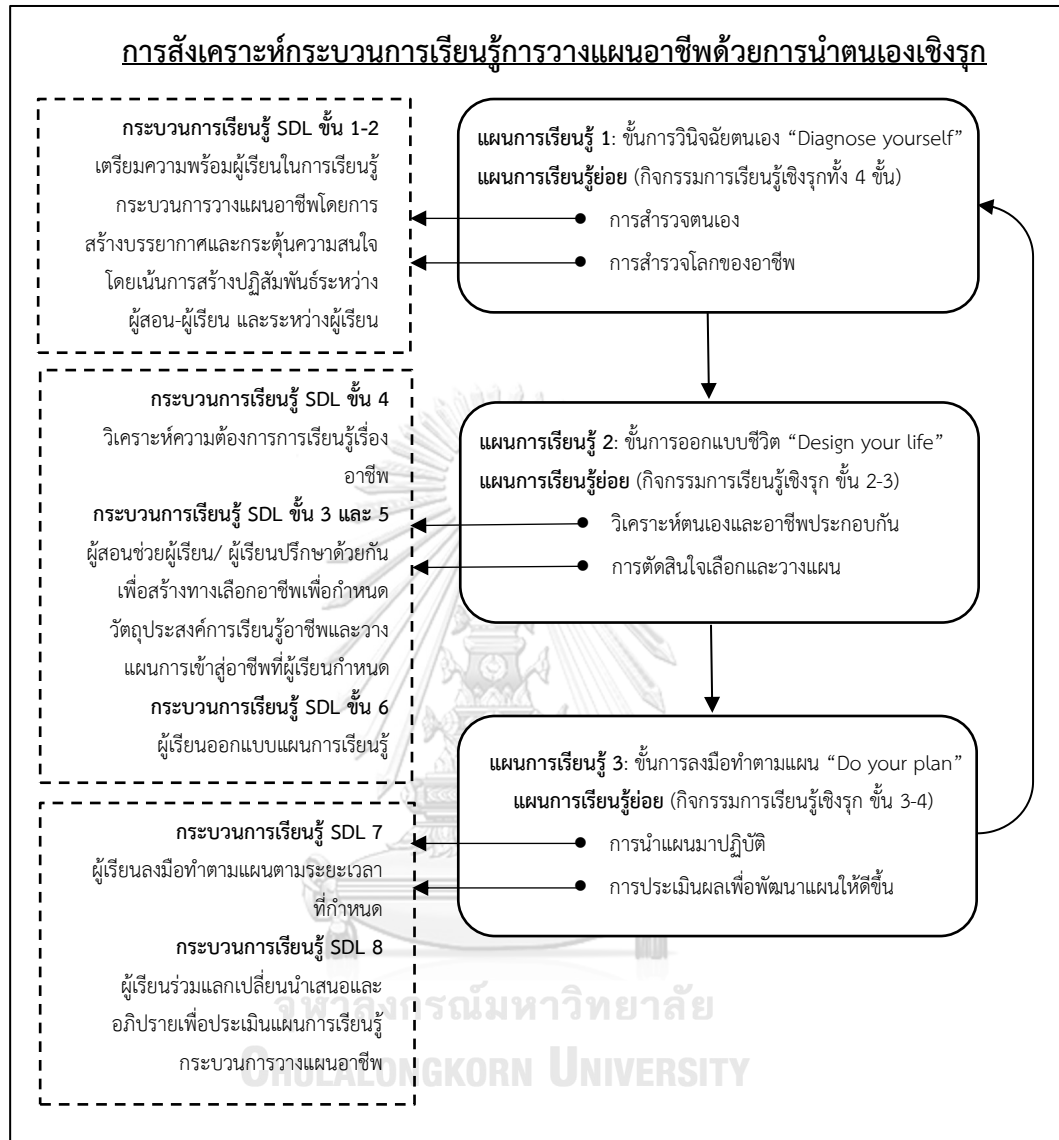 การสังเคราะห์กระบวนการเรียนรู้การวางแผนอาชีพด้วยการนำตนเองเชิงรุก
กระบวนการเรียนรู้ SDL ขั้น 1-2
เตรียมความพร้อมผู้เรียนในการเรียนรู้
กระบวนการวางแผนอาชีพโดยการ
สร้างบรรยากาศและกระตุ้นความสนใจ
โดยเน้นการสร้างปฏิสัมพันธ์ระหว่าง
ผู้สอน-ผู้เรียน และระหว่างผู้เรียน
แผนการเรียนรู้ 1: ขั้นการวินิจฉัยตนเอง “Diagnose yourself”
แผนการเรียนรู้ย่อย (กิจกรรมการเรียนรู้เชิงรุกทั้ง 4 ขั้น)
การสำรวจตนเอง
การสำรวจโลกของอาชีพ
กระบวนการเรียนรู้ SDL ขั้น 4
วิเคราะห์ความต้องการการเรียนรู้เรื่อง
อาชีพ
กระบวนการเรียนรู้ SDL ขั้น 3 และ 5
ผู้สอนช่วยผู้เรียน/ ผู้เรียนปรึกษาด้วยกัน
เพื่อสร้างทางเลือกอาชีพเพื่อกำหนด
วัตถุประสงค์การเรียนรู้อาชีพและวาง
แผนการเข้าสู่อาชีพที่ผู้เรียนกำหนด
กระบวนการเรียนรู้ SDL ขั้น 6
ผู้เรียนออกแบบแผนการเรียนรู้
แผนการเรียนรู้ 2: ขั้นการออกแบบชีวิต “Design your life”
แผนการเรียนรู้ย่อย (กิจกรรมการเรียนรู้เชิงรุก ขั้น 2-3)
วิเคราะห์ตนเองและอาชีพประกอบกัน
การตัดสินใจเลือกและวางแผน
แผนการเรียนรู้ 3: ขั้นการลงมือทำตามแผน “Do your plan”
แผนการเรียนรู้ย่อย (กิจกรรมการเรียนรู้เชิงรุก ขั้น 3-4)
การนำแผนมาปฏิบัติ
การประเมินผลเพื่อพัฒนาแผนให้ดีขึ้น
กระบวนการเรียนรู้ SDL 7
ผู้เรียนลงมือทำตามแผนตามระยะเวลา
ที่กำหนด
กระบวนการเรียนรู้ SDL 8
ผู้เรียนร่วมแลกเปลี่ยนนำเสนอและ
อภิปรายเพื่อประเมินแผนการเรียนรู้
กระบวนการวางแผนอาชีพ
จุฬาลงกรณ์มหาวิทยาลัย
CHULALONGKORN UNIVERSITY